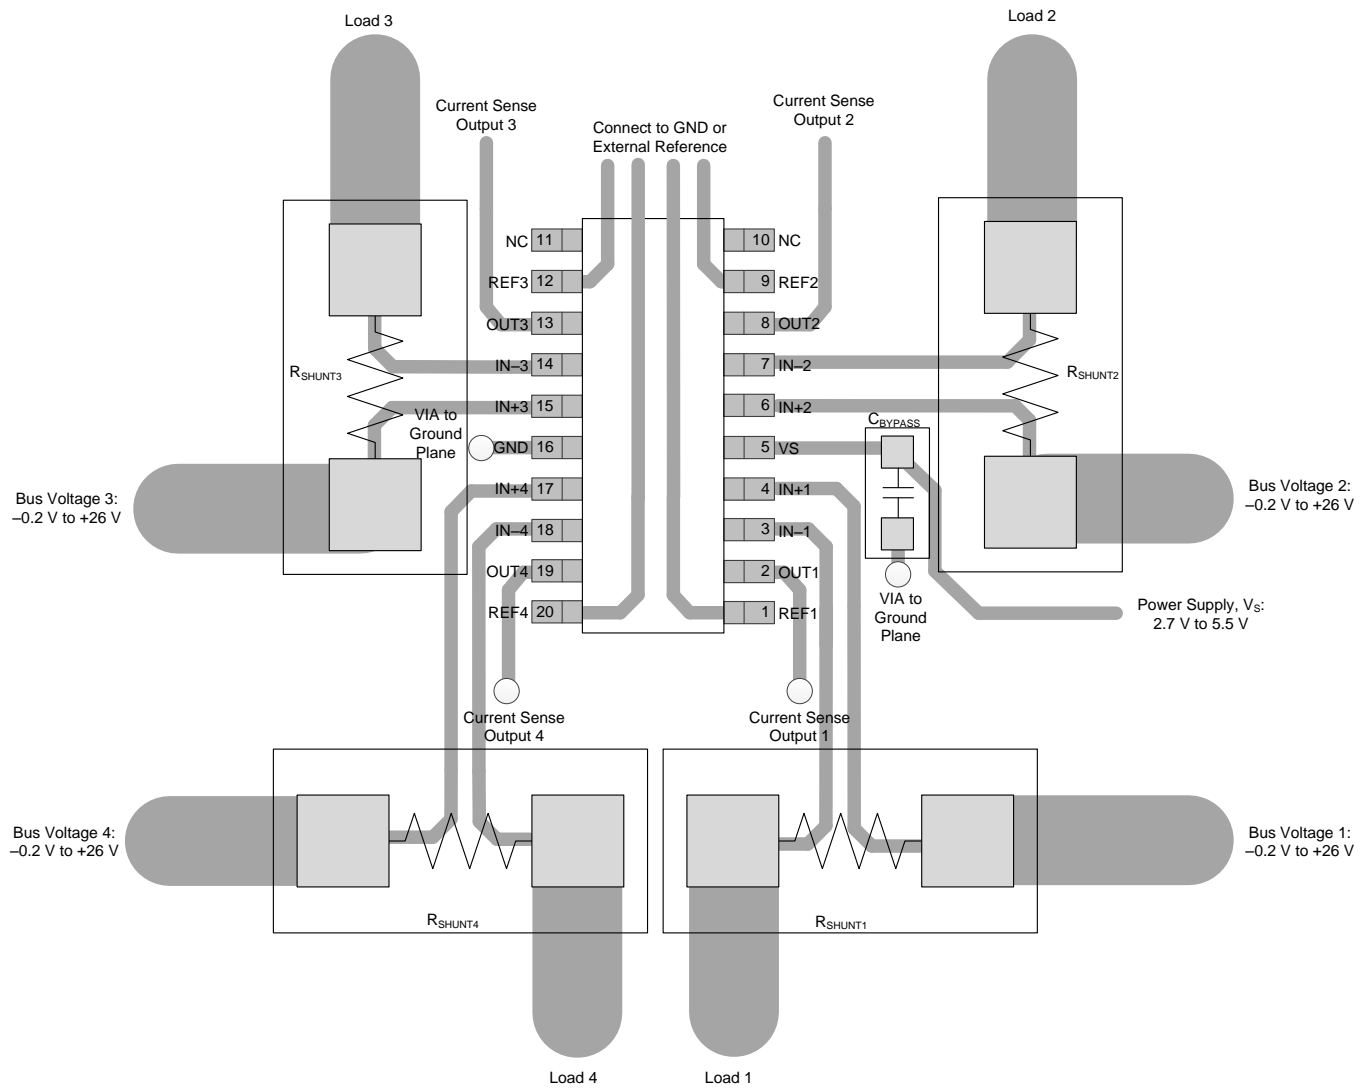 Load 3
Load 2
Current Sense
Output 3
Connect to GND or
External Reference
Current Sense
Output 2
NC 11
10 NC
REF3 12
9 REF2
OUT3 13
8 OUT2
IN–3 14
7 IN–2
IN+3 15
6 IN+2
GND 16
5 VS
IN+4 17
4 IN+1
IN–4 18
3 IN–1
OUT4 19
2 OUT1
REF4 20
1 REF1
RSHUNT3
RSHUNT2
VIA to
Ground
Plane
CBYPASS
Bus Voltage 3:
–0.2 V to +26 V
Bus Voltage 2:
–0.2 V to +26 V
VIA to
Ground
Plane
Power Supply, VS:
2.7 V to 5.5 V
Current Sense
Output 4
Current Sense
Output 1
Bus Voltage 4:
–0.2 V to +26 V
Bus Voltage 1:
–0.2 V to +26 V
RSHUNT4
RSHUNT1
Load 4
Load 1